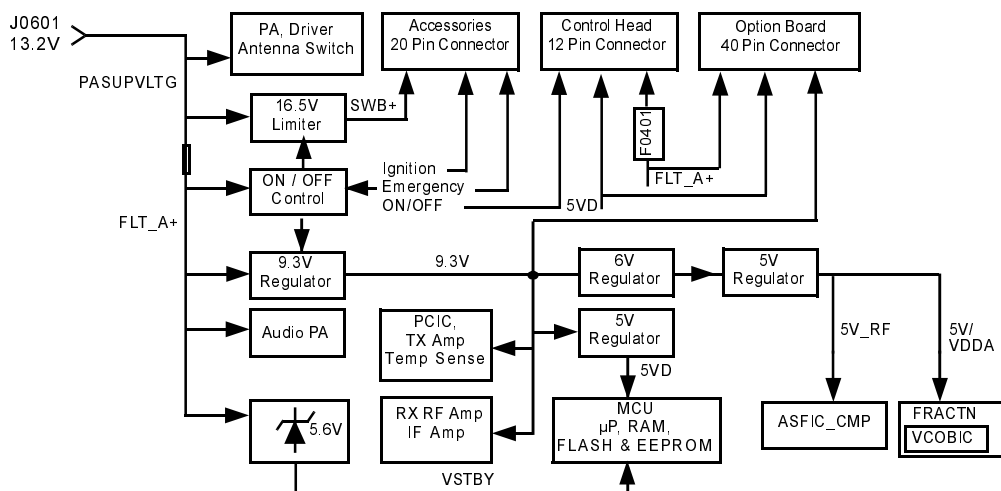 J0601
13.2V
PASUPVLTG
FLT_A+
PA, Driver
Antenna Switch
Accessories
20 Pin Connector
Control Head
12 Pin Connector
Option Board
40 Pin Connector
16.5V
Limiter
SWB+
F0401
ON / OFF
Control
Ignition
Emergency
ON/OFF
FLT_A+
5VD
9.3V
Regulator
9.3V
6V
Regulator
5V
Regulator
Audio PA
PCIC,
TX Amp
Temp Sense
5V
Regulator
5VD
5V_RF
5V/
VDDA
5.6V
RX RF Amp
IF Amp
MCU
µP, RAM,
FLASH & EEPROM
ASFIC_CMP
FRACTN
VCOBIC
VSTBY